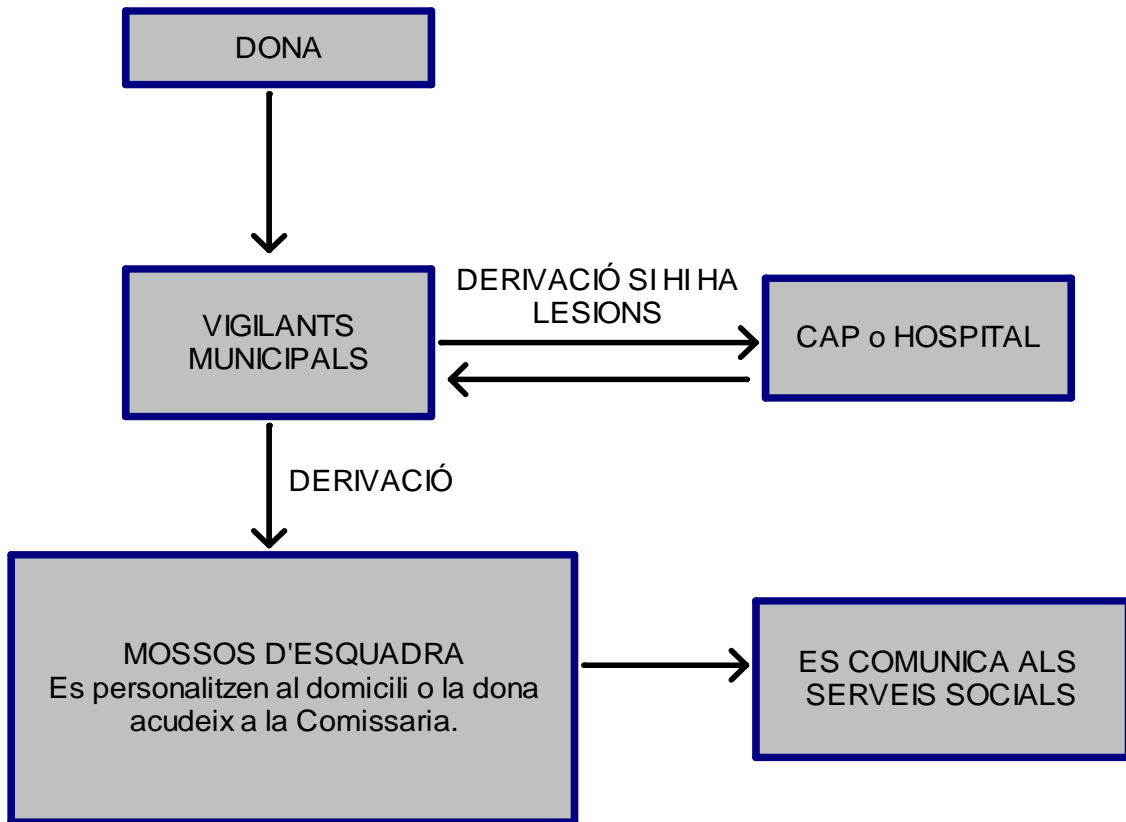 DONA
VIGILANTS
MUNICIPALS
DERIVACIÓ SI HI HA
LESIONS
CAP o HOSPITAL
DERIVACIÓ
MOSSOS D'ESQUADRA
Es personalitzen al domicili o la dona
acudeix a la Comissaria.
ES COMUNICA ALS
SERVEIS SOCIALS